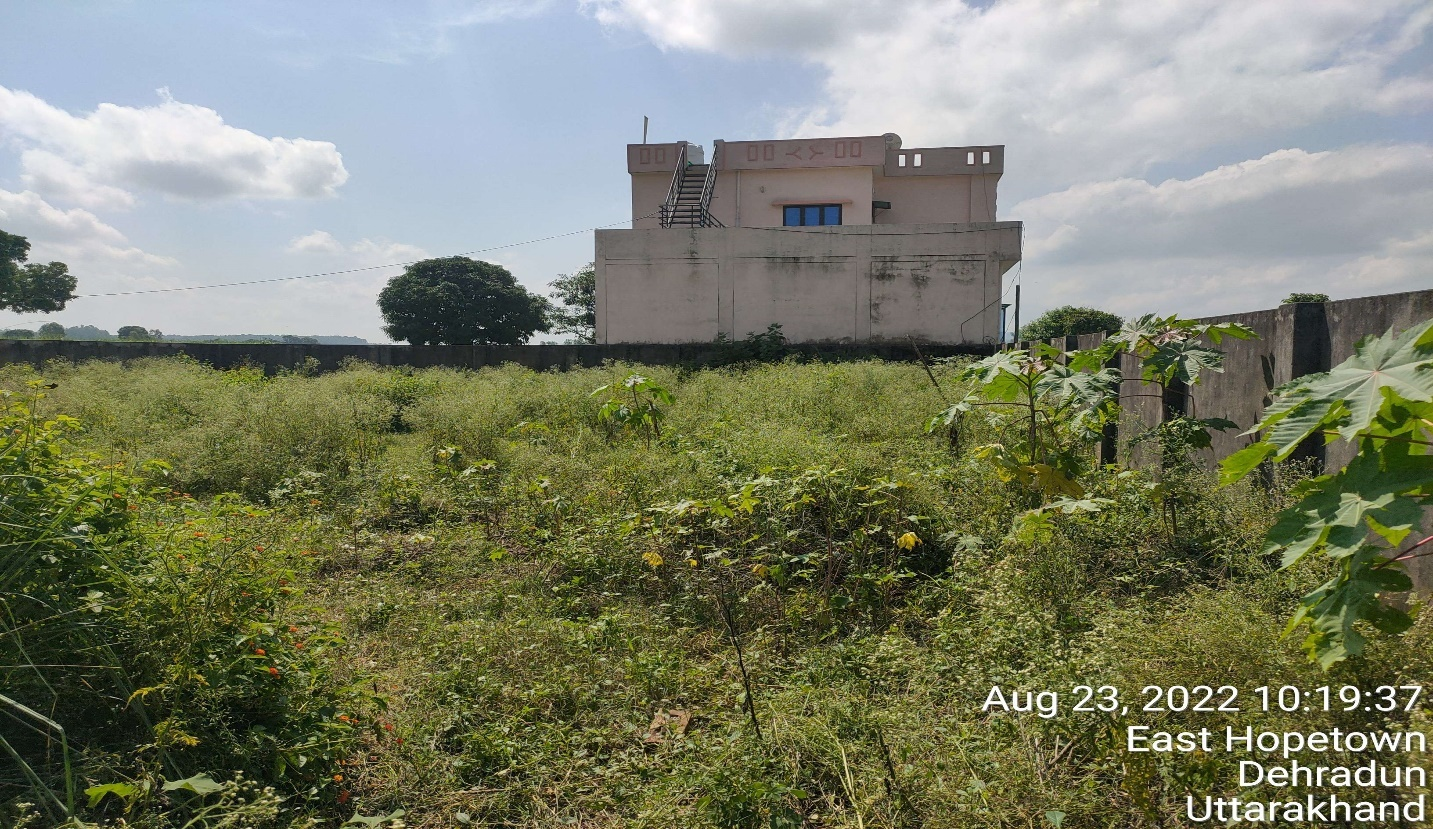 Aug 23, 2022 10:19:37
East Hopetown
Dehradun
Uttarakhand